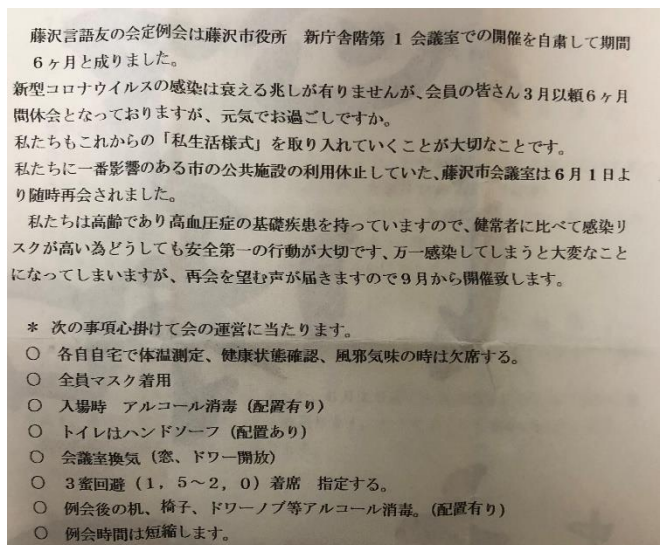 藤沢言語友の会定例会は藤沢市役所　新庁舎階第1会議室での開催を自粛して期間
6ヶ月と成りました。
新型コロナウイルスの感染は衰える兆しが有りませんが、会員の皆さん3月以頼6ヶ月
間休会となっておりますが、元気でお過ごしですか。
私たちもこれからの「私生活様式」を取り入れていくことが大切なことです。
私たちに一番影響のある市の公共施設の利用休止していた、藤沢市会議室は6月1日よ
り随時再会されました。
私たちは高齢であり高血圧症の基礎疾患を持っていますので、健常者に比べて感染リ
スクが高い為どうしても安全第一の行動が大切です、万一感染してしまうと大変なこと
になってしまいますが、再会を望む声が届きますので9月から開催致します。
＊　次の事項心掛けて会の運営に当たります。
○　各自自宅で体温測定、健康状態確認、風邪気味の時は欠席する。
○　全員マスク着用
○　入場時　アルコール消毒（配置有り）
○　トイレはハンドソーフ（配置あり）
○　会議室換気（窓、ドワー開放）
○　3蜜回避（1，5～2，0）着席　指定する。
○　例会後の机、椅子、ドワーノブ等アルコール消毒。（配置有り）
○　例会時間は短縮します。